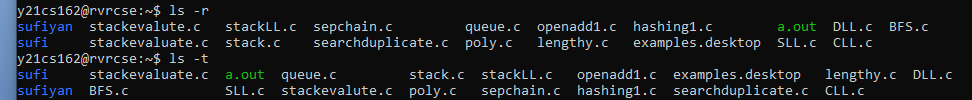 y21cs162@rvrcse:~$ ls -r
sufiyan  stackevalute.c  stackLL.c  sepchain.c  queue.c  openadd1.c  hashing1.c  a.out  DLL.c  BFS.c
sufi  stackevaluate.c  stack.c  searchduplicate.c  poly.c  lengthy.c  examples.desktop  SLL.c  CLL.c
y21cs162@rvrcse:~$ ls -t
sufi  stackevaluate.c  a.out  queue.c  stack.c  stackLL.c  openadd1.c  examples.desktop  lengthy.c  DLL.c
sufiyan  BFS.c  SLL.c  stackevalute.c  poly.c  sepchain.c  hashing1.c  searchduplicate.c  CLL.c